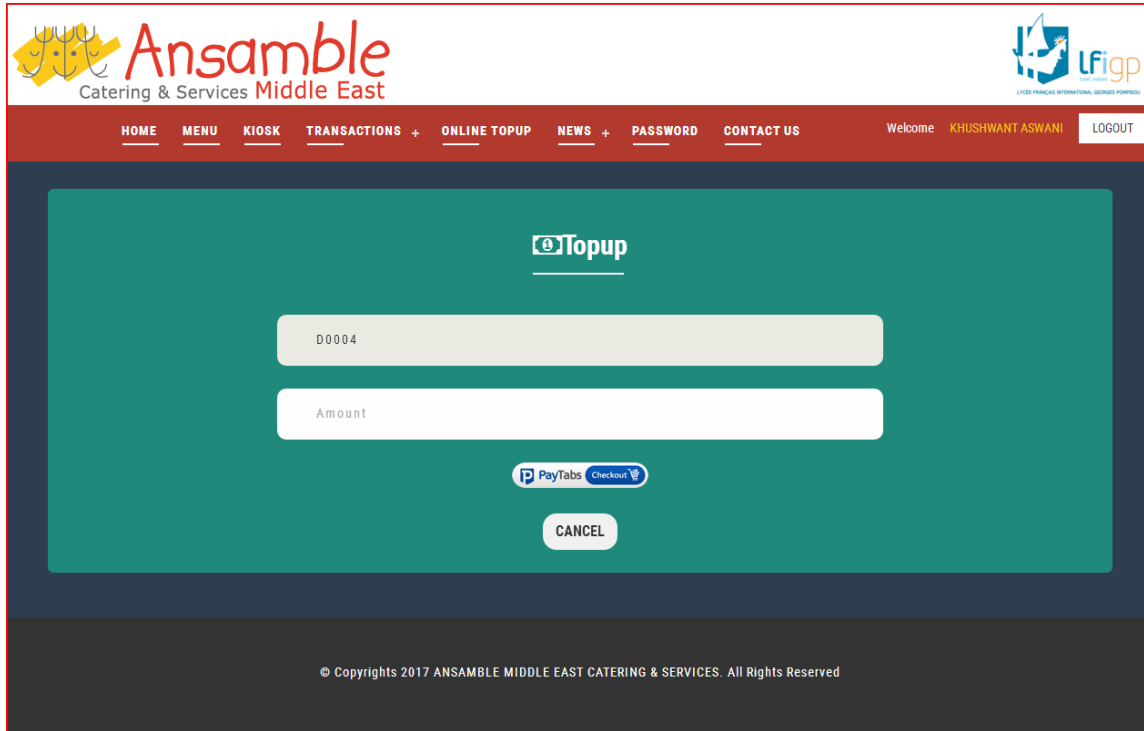 Ansamble
Catering & Services Middle East
LFigp
LYCÉE FRANÇAIS INTERNATIONAL GEORGES POMPIDOU
HOME MENU KIOSK TRANSACTIONS + ONLINE TOPUP NEWS + PASSWORD CONTACT US Welcome KHUSHWANT ASWANI LOGOUT
Topup
D0004
Amount
PayTabs Checkout
CANCEL
© Copyrights 2017 ANSAMBLE MIDDLE EAST CATERING & SERVICES. All Rights Reserved